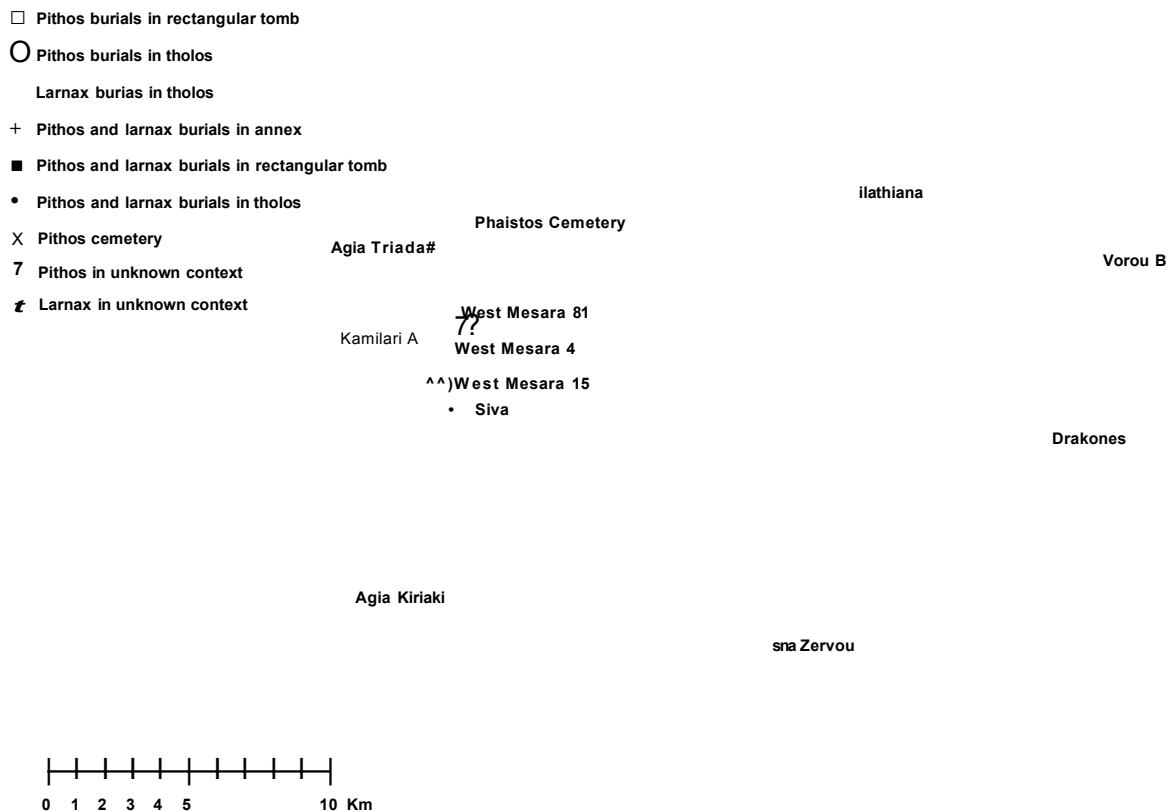 □ Pithos burials in rectangular tomb
O Pithos burials in tholos
Larnax burias in tholos
+ Pithos and larnax burials in annex
■ Pithos and larnax burials in rectangular tomb
• Pithos and larnax burials in tholos
X Pithos cemetery
7 Pithos in unknown context
t Larnax in unknown context
ilathiana
Phaistos Cemetery
Agia Triada#
Vorou B
West Mesara 81
7?
Kamilari A
West Mesara 4
^^)West Mesara 15
• Siva
Drakones
Agia Kiriaki
sna Zervou
0 1 2 3 4 5 10 Km